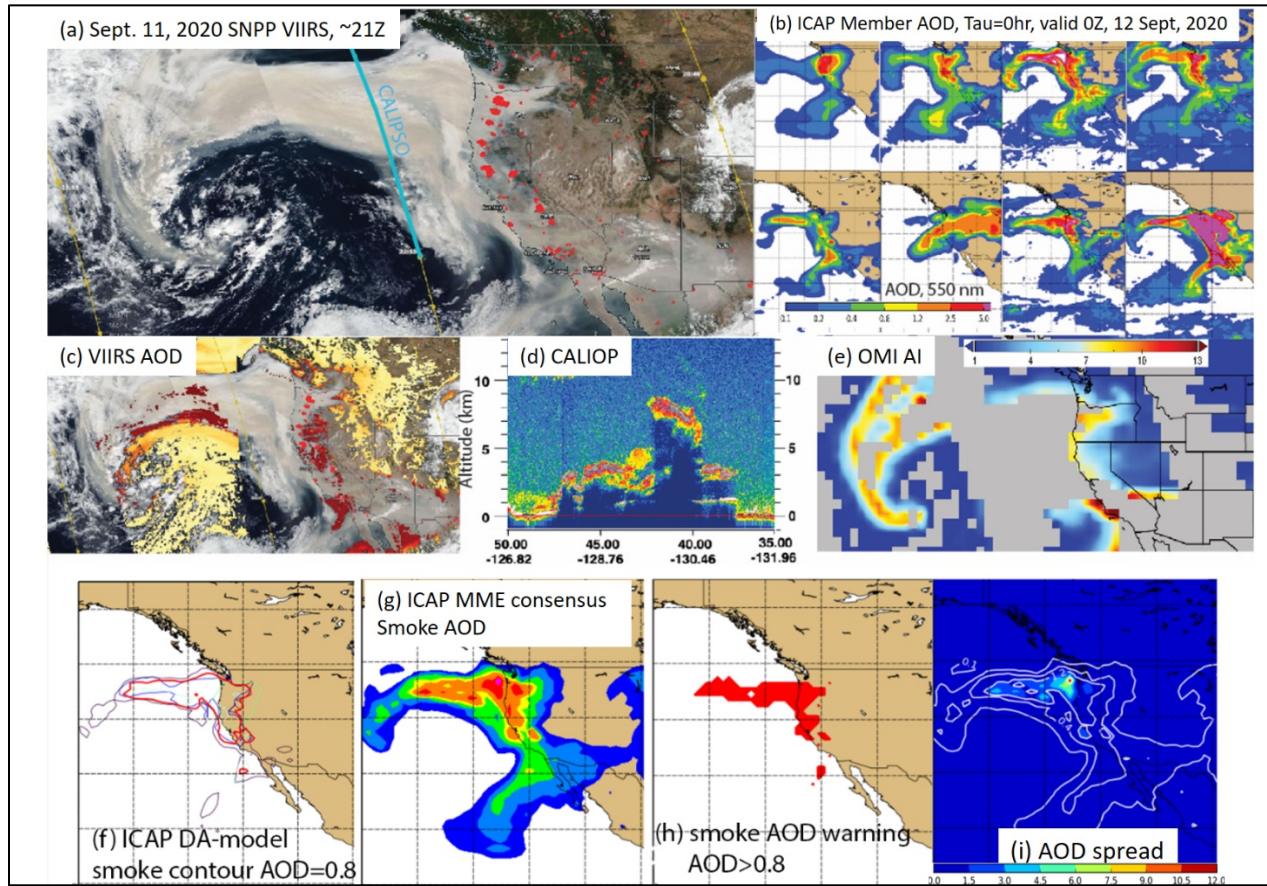 (a) Sept. 11, 2020 SNPP VIIRS, ~21Z
CALIPSO
(b) ICAP Member AOD, Tau=0hr, valid 0Z, 12 Sept, 2020
AOD, 550 nm
0.1 0.2 0.4 0.8 1.2 2.5 3.0
(c) VIIRS AOD
(d) CALIOP
Altitude (km)
10 10
5 5
0 0
50.00 45.00 40.00 35.00
-126.82 -128.76 -130.46 -131.96
(e) OMI AI
1 4 7 10 13
(f) ICAP DA-model
smoke contour AOD=0.8
(g) ICAP MME consensus
Smoke AOD
(h) smoke AOD warning
AOD>0.8
0.1
(i) AOD spread
0.0 1.5 3.0 4.5 6.0 7.5 9.0 10.5 12.0